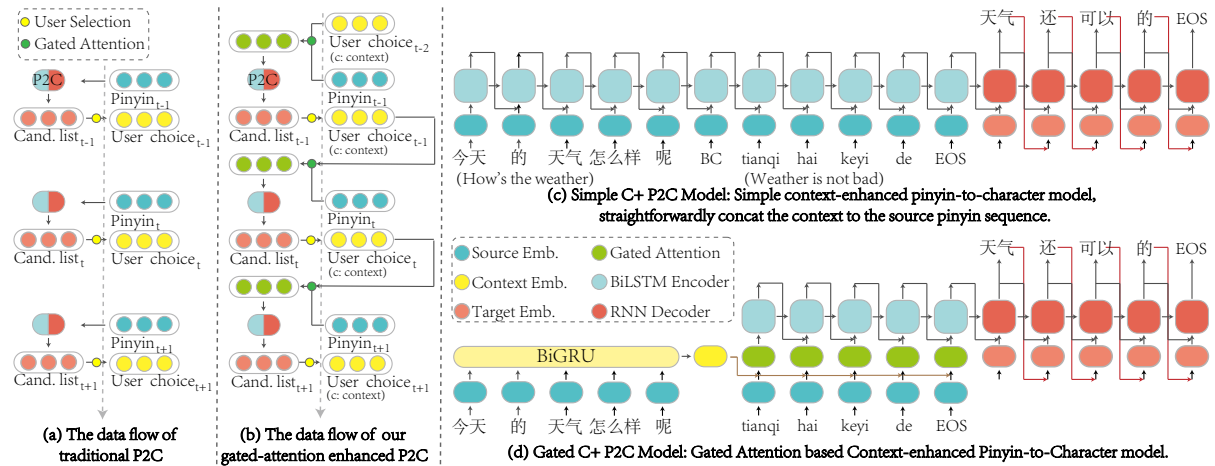 User Selection
Gated Attention
P2C
Pinyin t-1
Cand. list t-1
User choice t-1
Pinyin t
Cand. list t
User choice t
Pinyin t+1
Cand. list t+1
User choice t+1
(a) The data flow of
traditional P2C
User choice t-2
(c: context)
P2C
Pinyin t-1
Cand. list t-1
User choice t-1
(c: context)
Pinyin t
Cand. list t
User choice t
(c: context)
Pinyin t+1
Cand. list t+1
User choice t+1
(c: context)
(b) The data flow of our
gated-attention enhanced P2C
天气 还 可以 的 EOS
今天 的 天气 怎么样 呢 BC tianqi hai keyi de EOS
(How's the weather) (Weather is not bad)
(c) Simple C+ P2C Model: Simple context-enhanced pinyin-to-character model,
straightforwardly concat the context to the source pinyin sequence.
Source Emb. Gated Attention
Context Emb. BiLSTM Encoder
Target Emb. RNN Decoder
天气 还 可以 的 EOS
BiGRU
今天 的 天气 怎么样 呢 tianqi hai keyi de EOS
(d) Gated C+ P2C Model: Gated Attention based Context-enhanced Pinyin-to-Character model.